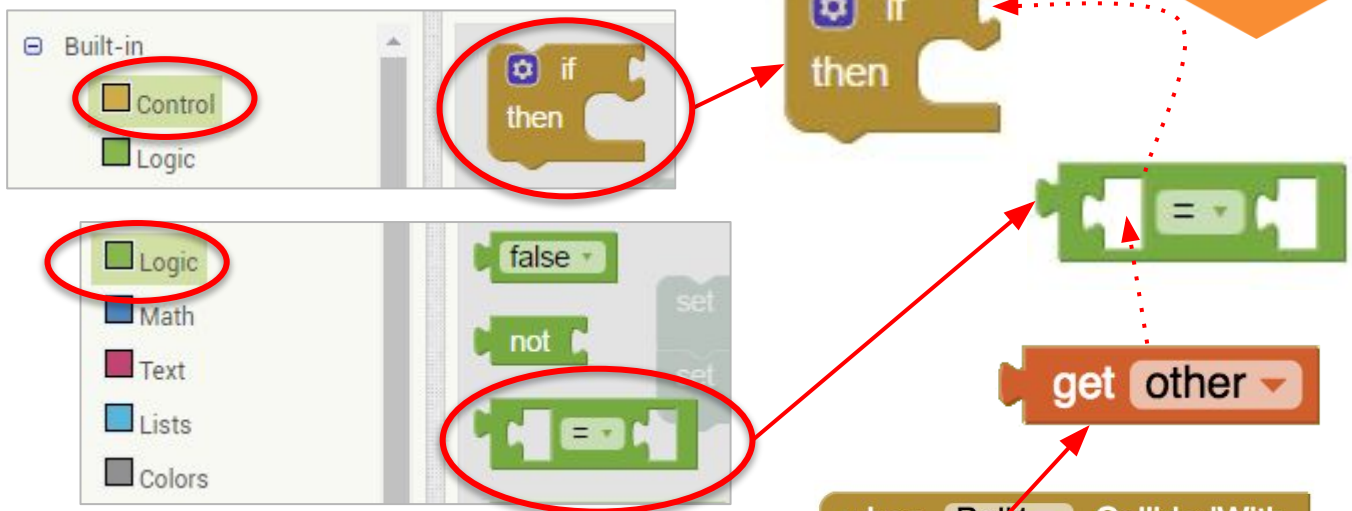 Built-in
Control
Logic
if
then
if
then
=
Logic
Math
Text
Lists
Colors
false
not
=
set
set
get other